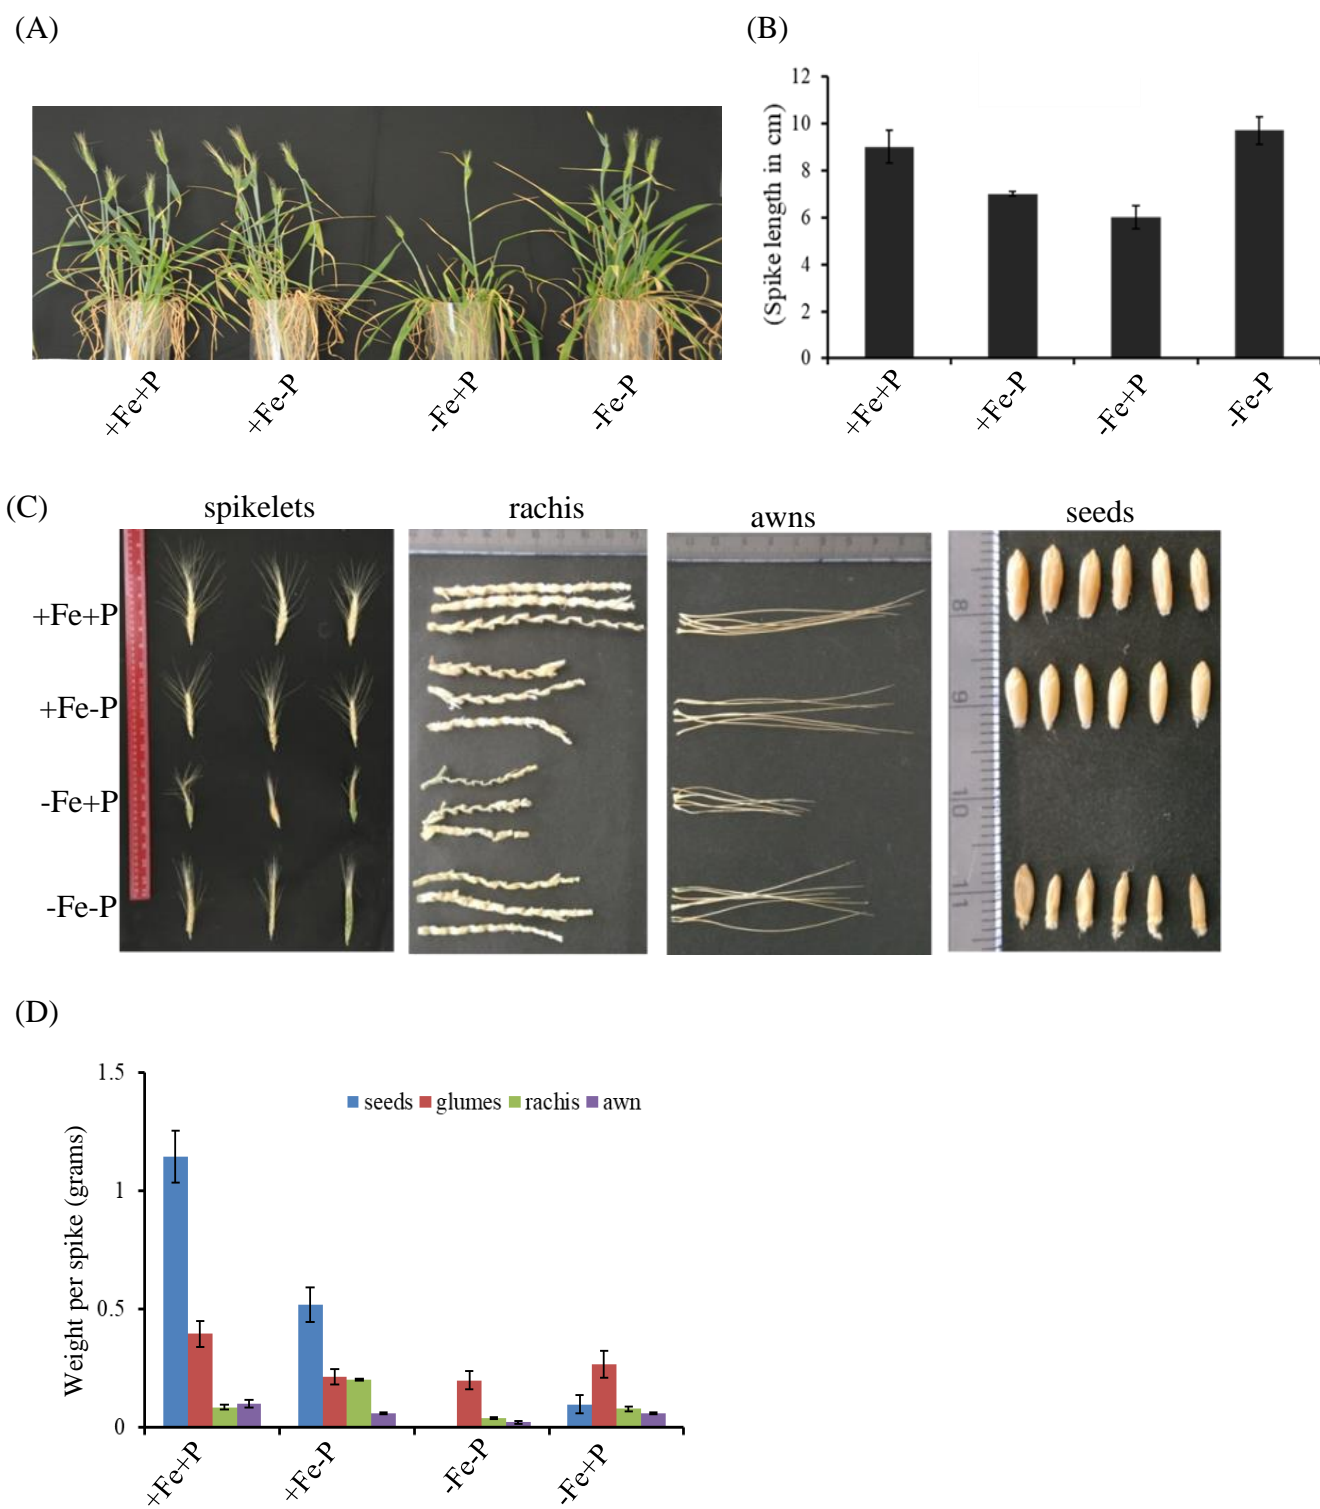 (A)
+Fe+P
+Fe-P
-Fe+P
-Fe-P
(B)
(Spike length in cm)
12
10
8
6
4
2
0
+Fe+P
+Fe-P
-Fe+P
-Fe-P
(C)
spikelets
rachis
awns
seeds
+Fe+P
+Fe-P
-Fe+P
-Fe-P
8
9
10
11
(D)
Weight per spike (grams)
1.5
1
0.5
0
seeds glumes rachis awn
+Fe+P
+Fe-P
-Fe-P
-Fe+P